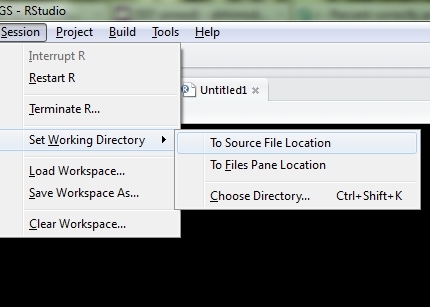 GS - RStudio
Session Project Build Tools Help
Interrupt R
Restart R
Untitled1
Terminate R...
Set Working Directory
To Source File Location
To Files Pane Location
Load Workspace...
Save Workspace As...
Choose Directory... Ctrl+Shift+K
Clear Workspace...